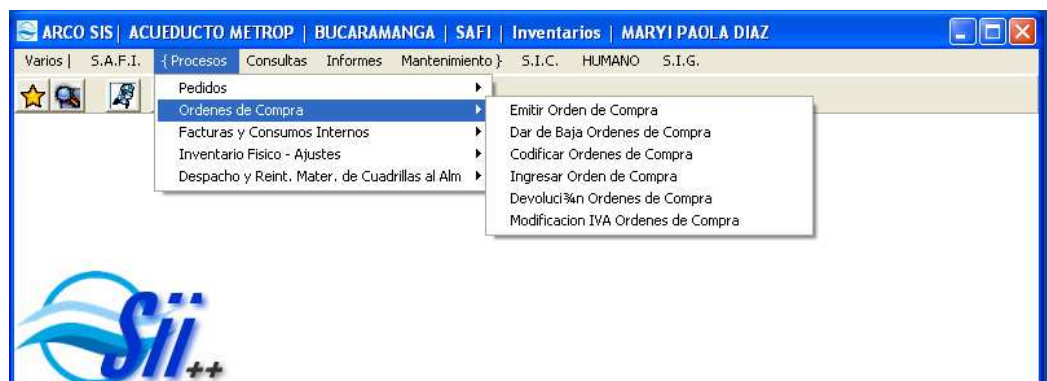 ARCO SIS | ACUEDUCTO METROP | BUCARAMANGA | SAFI | Inventarios | MARYI PAOLA DIAZ
Varios | S.A.F.I. { Procesos Consultas Informes Mantenimiento } S.I.C. HUMANO S.I.G.
Pedidos
Ordenes de Compra
Facturas y Consumos Internos
Inventario Fisico - Ajustes
Despacho y Reint. Mater. de Cuadrillas al Alm
Emitir Orden de Compra
Dar de Baja Ordenes de Compra
Codificar Ordenes de Compra
Ingresar Orden de Compra
Devoluci¾n Ordenes de Compra
Modificacion IVA Ordenes de Compra
Sii++